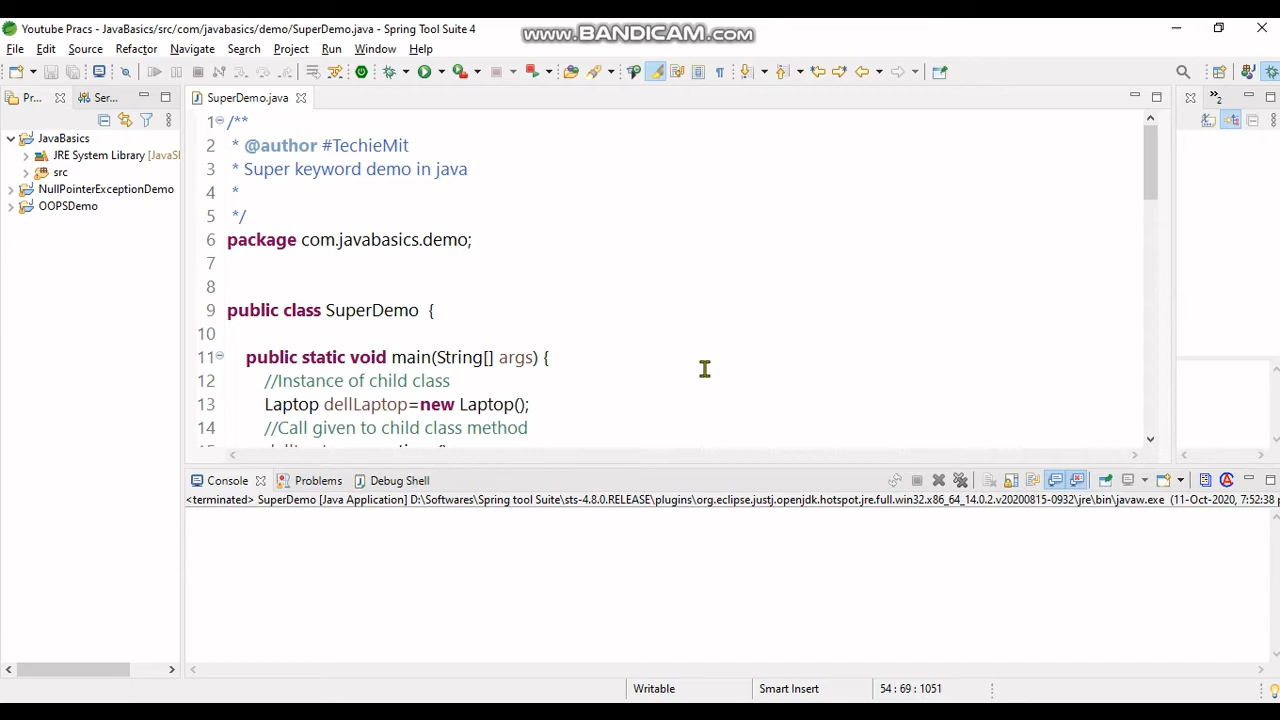 Youtube Pracs - JavaBasics/src/com/javabasics/demo/SuperDemo.java - Spring Tool Suite 4
www.BANDICAM.com
File Edit Source Refactor Navigate Search Project Run Window Help
Pr... Ser...
SuperDemo.java
2
JavaBasics
JRE System Library [JavaS
src
NullPointerExceptionDemo
OOPSDemo
1 /**
2 * @author #TechieMit
3 * Super keyword demo in java
4 *
5 */
6 package com.javabasics.demo;
7
8
9 public class SuperDemo {
10
11 public static void main(String[] args) {
12 //Instance of child class
13 Laptop dellLaptop=new Laptop();
14 //Call given to child class method
Console Problems Debug Shell
<terminated> SuperDemo [Java Application] D:\Softwares\Spring tool Suite\sts-4.8.0.RELEASE\plugins\org.eclipse.justj.openjdk.hotspot.jre.full.win32.x86_64_14.0.2.v20200815-0932\jre\bin\javaw.exe (11-Oct-2020, 7:52:38 p
Writable Smart Insert 54 : 69 : 1051